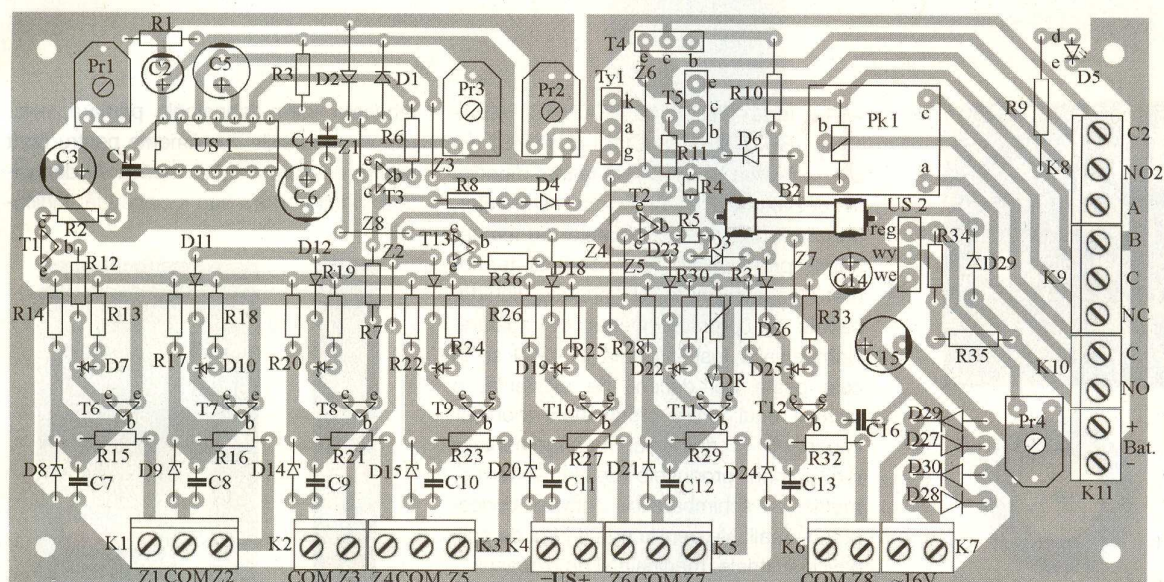 R1
T4 e c b d
Pr1 C2 C5 R3 D2 D1 Pr3 Pr2 Ty1 Z6 R10 e D5
k T5 e c b Pk1 c R9
R6 a b C2
C3 C1 US 1 C4 Z1 Z3 g R11 D6 K8 NO2
e c b T3 R8 D4 T2 R4 B2 a A
R2 C6 e c US 2
T1 e b c Z8 T13 e b c Z4 R5 D3 reg R34 B
R12 D11 D12 Z2 Z5 D23 Z7 wy D29 K9 C
R19 R36 D18 R30 R31 C14 we
R14 R13 R18 R7 R24 R26 R25 R28 D26 R33 NC
R17 R20 R22 C15 R35 C
D7 D10 D19 D22 VDR D25 K10 NO
e e e e e e e e e e e e
T6 b T7 b T8 b T9 b T10 b T11 b T12 C16 D29 Pr4 +
R15 R16 R21 R23 R27 R29 R32 D27 Bat.
D8 D9 D14 D15 D20 D21 D24 D30 −
C7 C8 C9 C10 C11 C12 C13 D28 K11
K1 K2 K3 K4 K5 K6 K7
Z1 COM Z2 COM Z3 Z4 COM Z5 −US+ Z6 COM Z7 COM Z8 ~16V